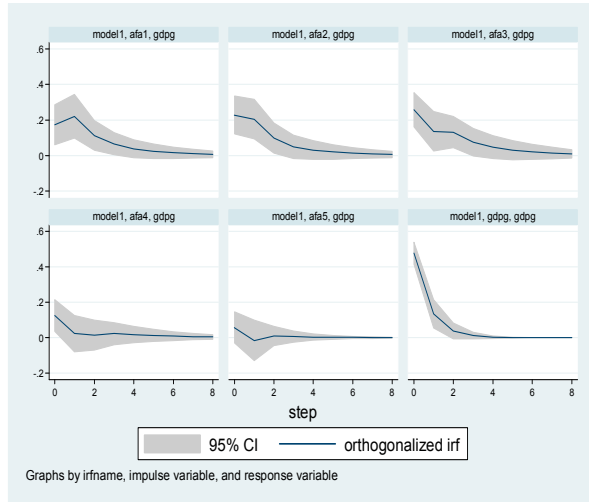 model1, afa1, gdpg
model1, afa2, gdpg
model1, afa3, gdpg
.6
.4
.2
0
-.2
model1, afa4, gdpg
model1, afa5, gdpg
model1, gdpg, gdpg
.6
.4
.2
0
-.2
0 2 4 6 8
0 2 4 6 8
0 2 4 6 8
step
95% CI
orthogonalized irf
Graphs by irfname, impulse variable, and response variable